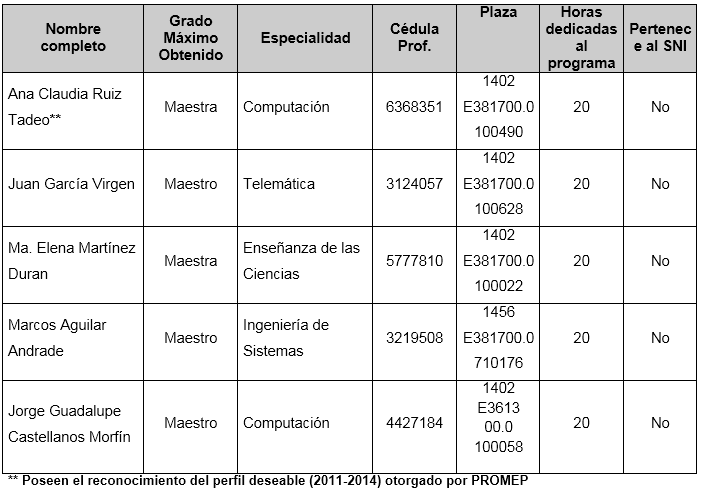 Nombre completo | Grado Máximo Obtenido | Especialidad | Cédula Prof. | Plaza | Horas dedicadas al programa | Pertenec e al SNI
Ana Claudia Ruiz Tadeo** | Maestra | Computación | 6368351 | 1402 E381700.0 100490 | 20 | No
Juan García Virgen | Maestro | Telemática | 3124057 | 1402 E381700.0 100628 | 20 | No
Ma. Elena Martínez Duran | Maestra | Enseñanza de las Ciencias | 5777810 | 1402 E381700.0 100022 | 20 | No
Marcos Aguilar Andrade | Maestro | Ingeniería de Sistemas | 3219508 | 1456 E381700.0 710176 | 20 | No
Jorge Guadalupe Castellanos Morfín | Maestro | Computación | 4427184 | 1402 E3613 00.0 100058 | 20 | No
** Poseen el reconocimiento del perfil deseable (2011-2014) otorgado por PROMEP